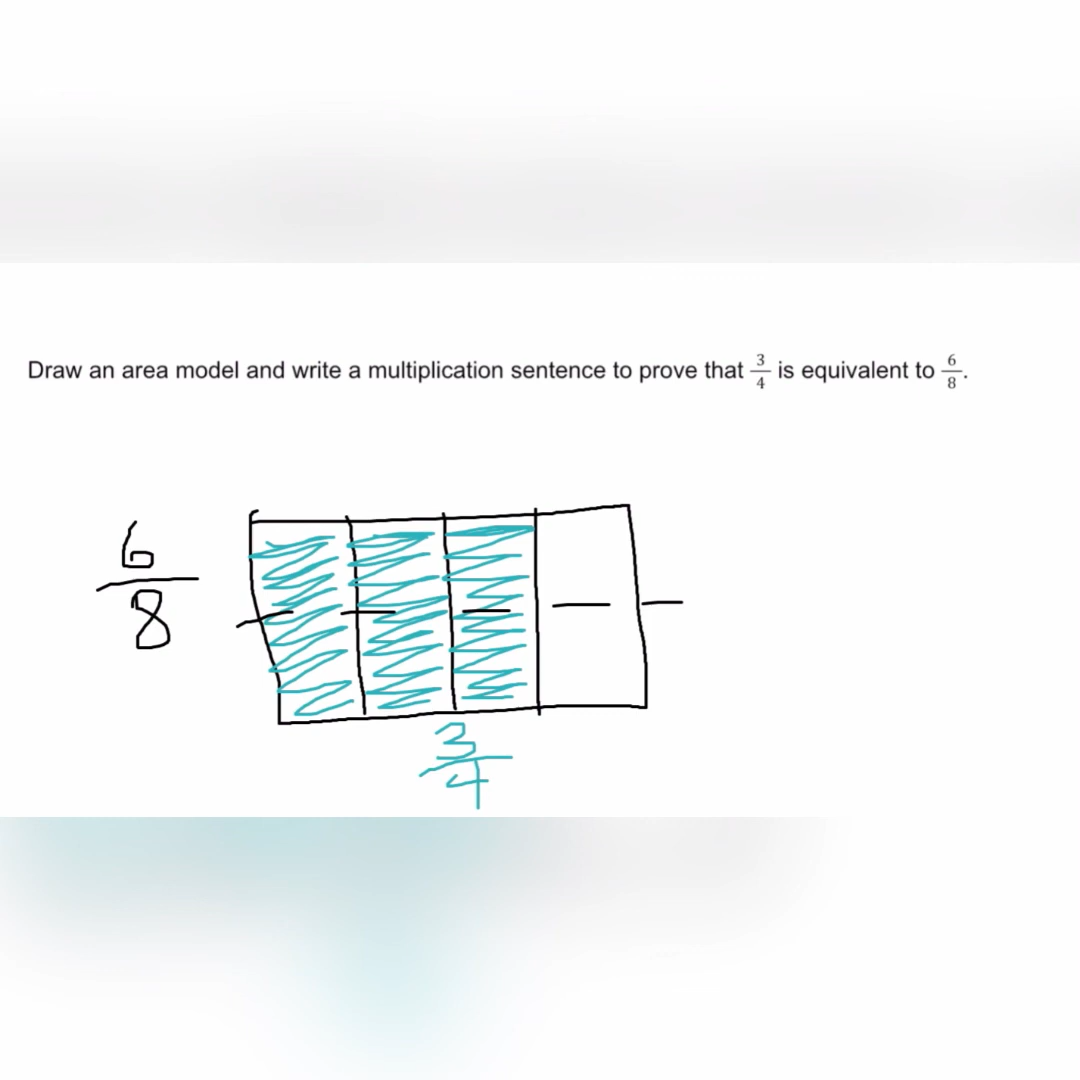 Draw an area model and write a multiplication sentence to prove that 3/4 is equivalent to 6/8.
6/8
3/4